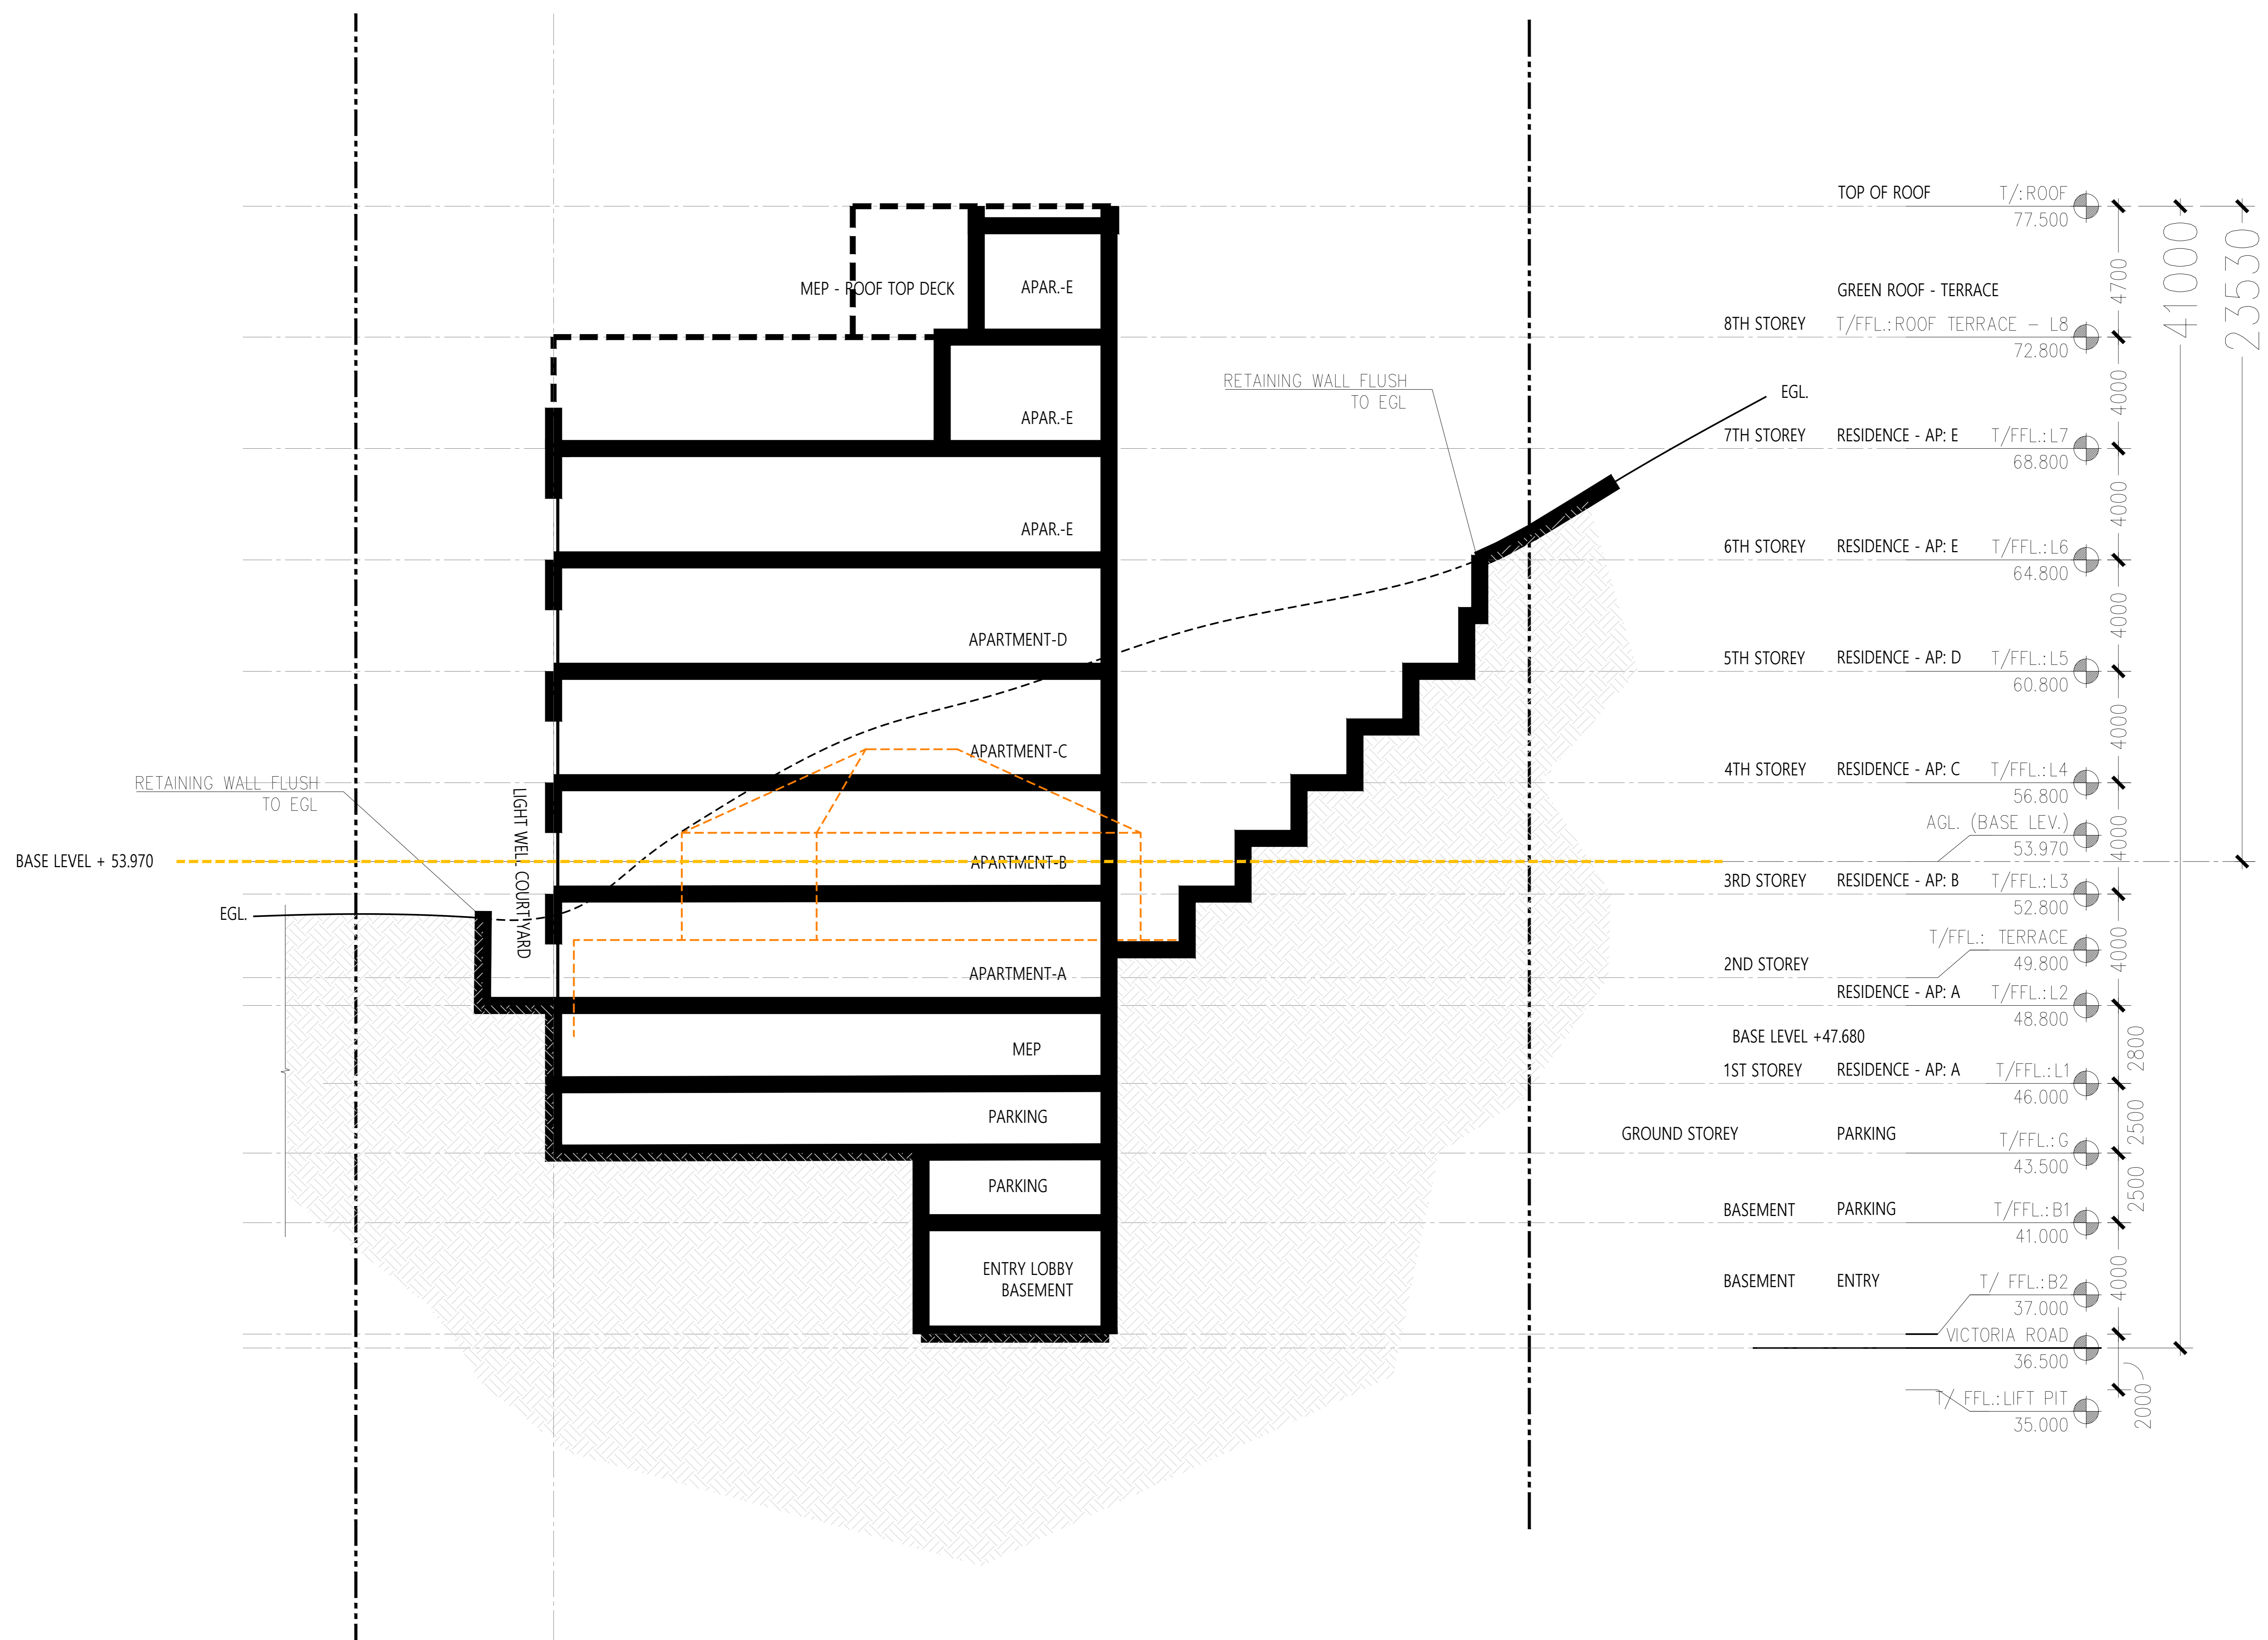 TOP OF ROOF T/:ROOF
77.500
4700
41000
23530
MEP - ROOF TOP DECK
APAR.-E
GREEN ROOF - TERRACE
8TH STOREY T/FFL.:ROOF TERRACE - L8
72.800
4000
RETAINING WALL FLUSH
TO EGL
EGL.
APAR.-E
7TH STOREY RESIDENCE - AP: E T/FFL.:L7
68.800
4000
APAR.-E
6TH STOREY RESIDENCE - AP: E T/FFL.:L6
64.800
4000
APARTMENT-D
5TH STOREY RESIDENCE - AP: D T/FFL.:L5
60.800
4000
APARTMENT-C
RETAINING WALL FLUSH
TO EGL
4TH STOREY RESIDENCE - AP: C T/FFL.:L4
56.800
LIGHT WELL COURTYARD
AGL. (BASE LEV.)
53.970
4000
BASE LEVEL + 53.970
APARTMENT-B
3RD STOREY RESIDENCE - AP: B T/FFL.:L3
52.800
EGL.
T/FFL.: TERRACE
49.800
4000
2ND STOREY
APARTMENT-A
RESIDENCE - AP: A T/FFL.:L2
48.800
BASE LEVEL +47.680
2800
MEP
1ST STOREY RESIDENCE - AP: A T/FFL.:L1
46.000
2500
PARKING
GROUND STOREY PARKING T/FFL.:G
43.500
2500
PARKING
BASEMENT PARKING T/FFL.:B1
41.000
ENTRY LOBBY
BASEMENT
BASEMENT ENTRY T/ FFL.:B2
37.000
4000
VICTORIA ROAD
36.500
T/ FFL.:LIFT PIT
35.000
2000